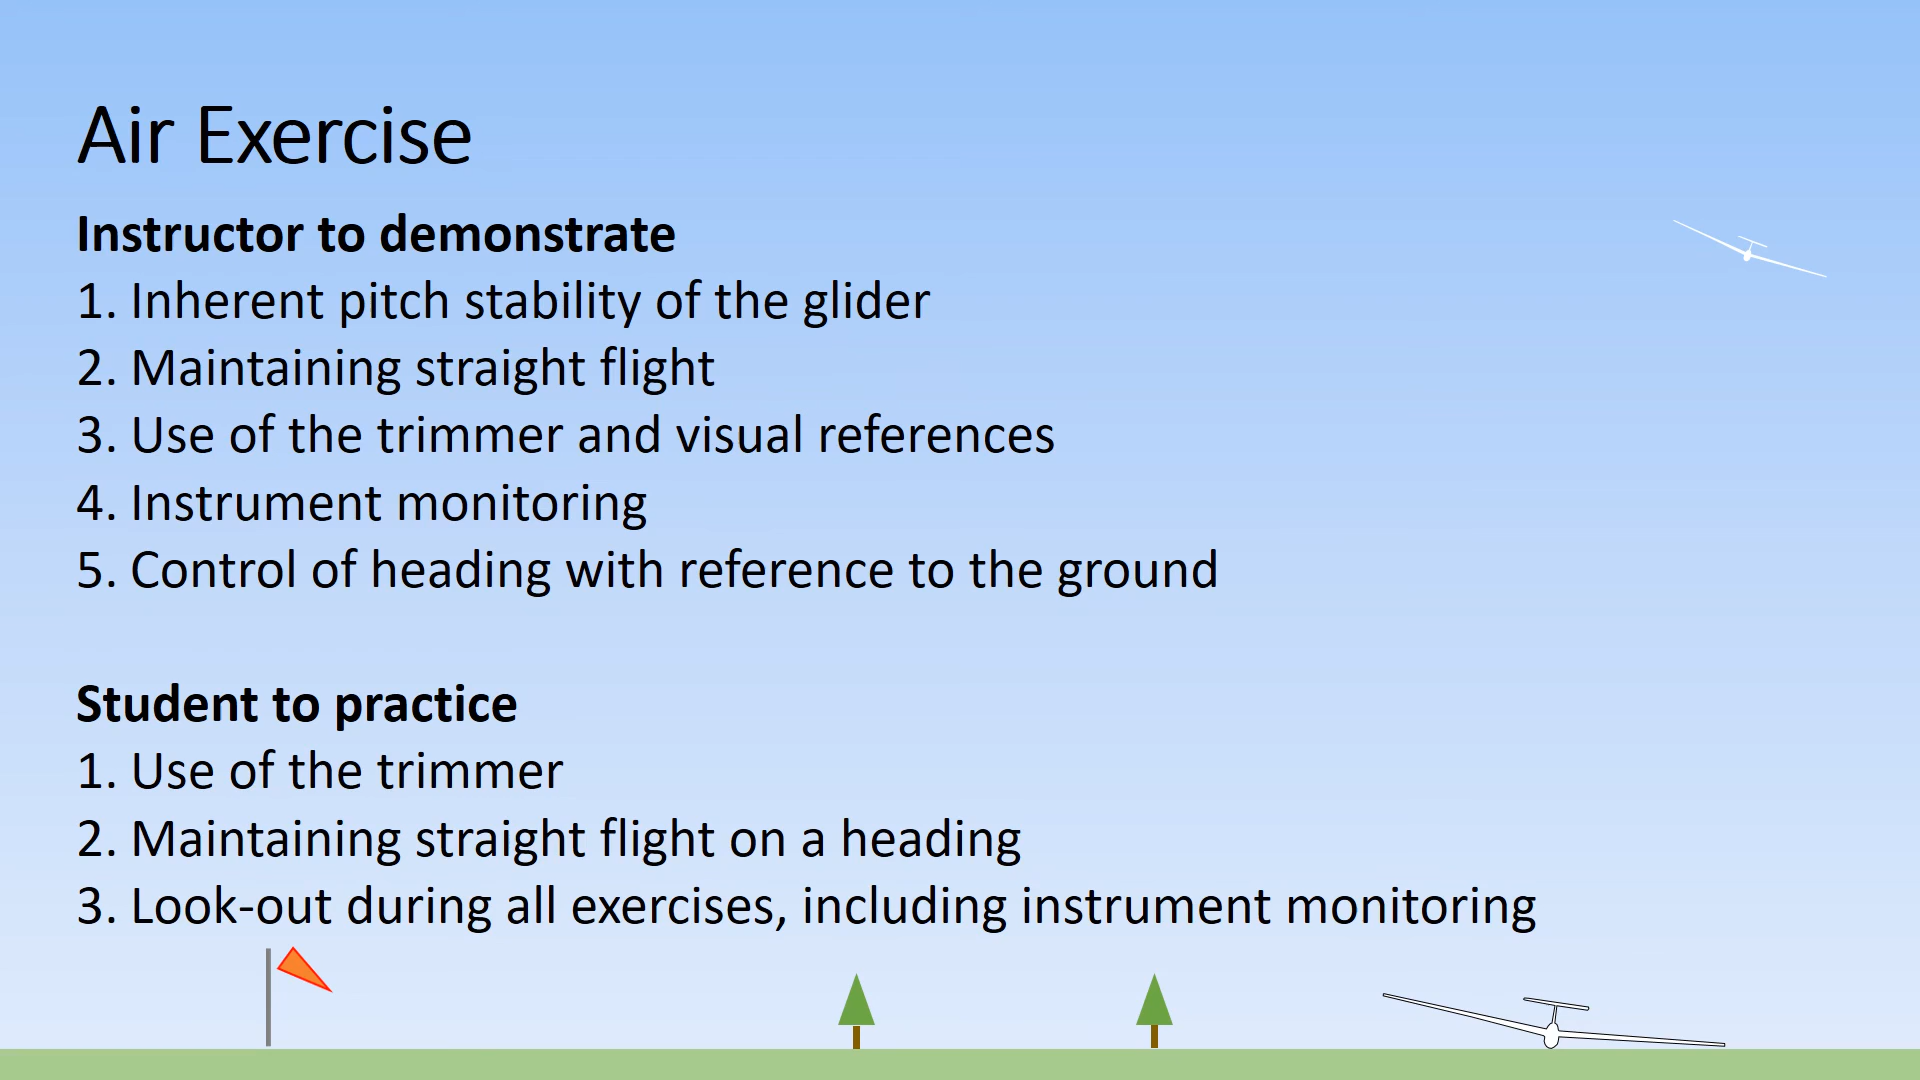 Air Exercise
Instructor to demonstrate
1. Inherent pitch stability of the glider
2. Maintaining straight flight
3. Use of the trimmer and visual references
4. Instrument monitoring
5. Control of heading with reference to the ground
Student to practice
1. Use of the trimmer
2. Maintaining straight flight on a heading
3. Look-out during all exercises, including instrument monitoring